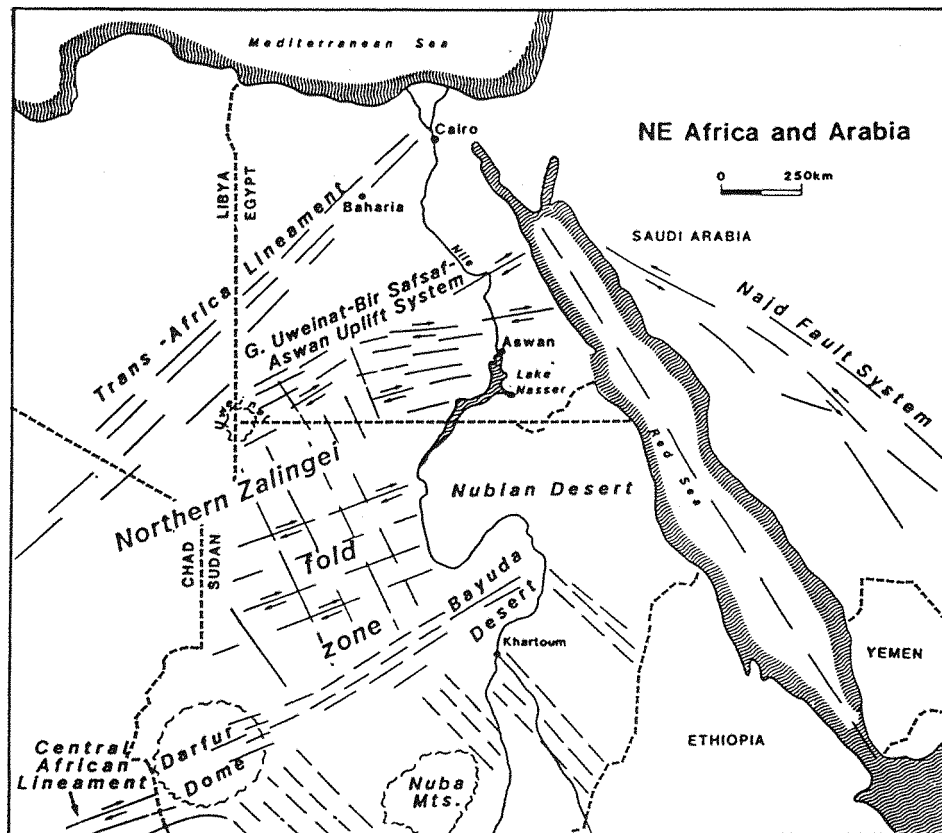 Mediterranean Sea
Cairo
NE Africa and Arabia
0 250km
LIBYA
EGYPT
Baharia
Trans-Africa Lineament
Nile
SAUDI ARABIA
G. Uweinat-Bir Safsaf-
Aswan Uplift System
Najd Fault System
Aswan
Lake
Nasser
Uweinat
Red Sea
Northern Zalingei
fold
zone
Nubian Desert
CHAD
SUDAN
Bayuda
Desert
Khartoum
YEMEN
ETHIOPIA
Central
African
Lineament
Darfur
Dome
Nuba
Mts.